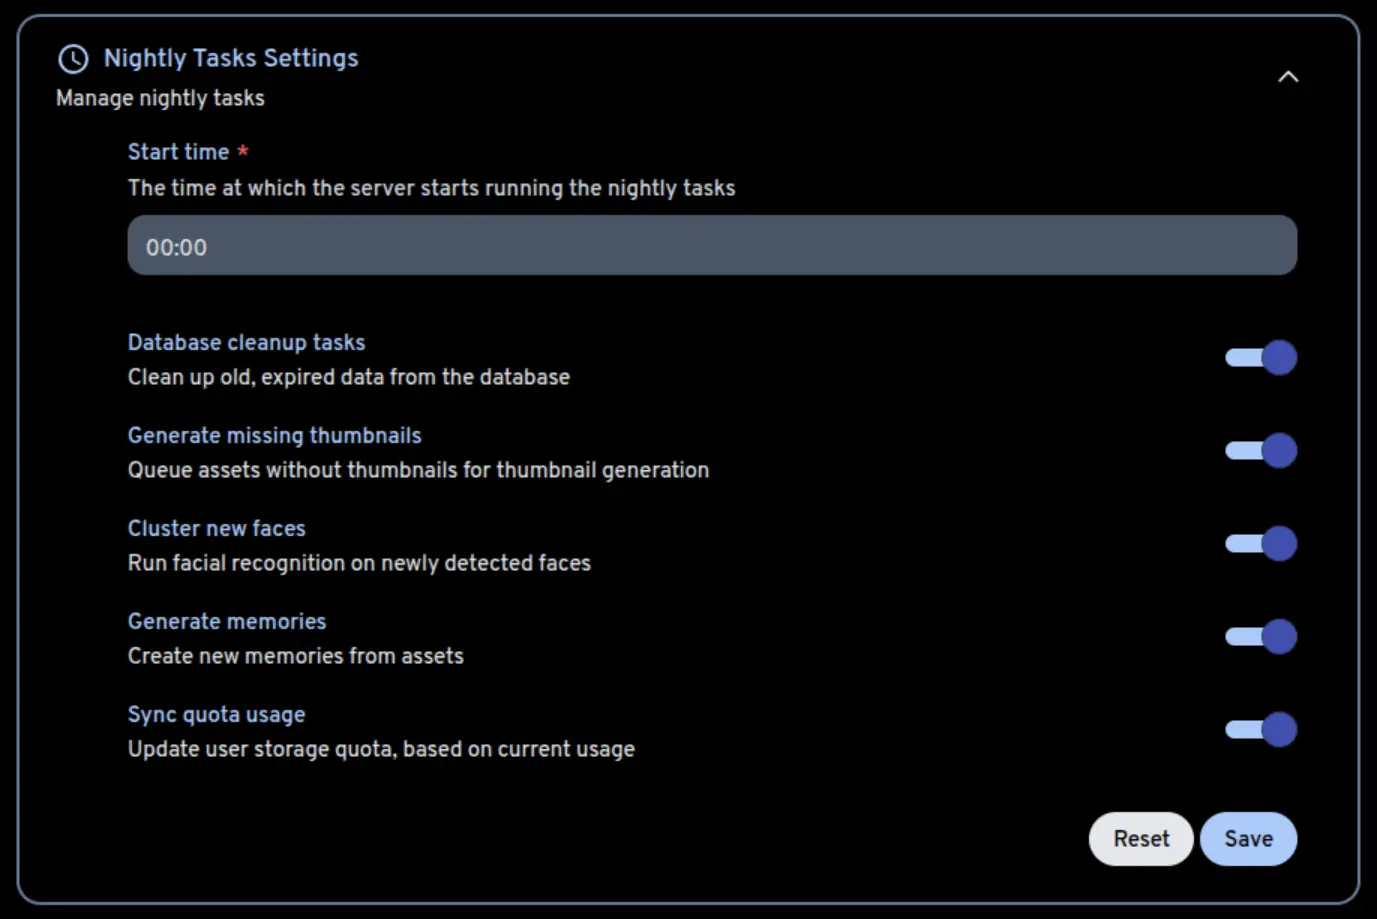 Nightly Tasks Settings
Manage nightly tasks
Start time *
The time at which the server starts running the nightly tasks
00:00
Database cleanup tasks
Clean up old, expired data from the database
Generate missing thumbnails
Queue assets without thumbnails for thumbnail generation
Cluster new faces
Run facial recognition on newly detected faces
Generate memories
Create new memories from assets
Sync quota usage
Update user storage quota, based on current usage
Reset Save